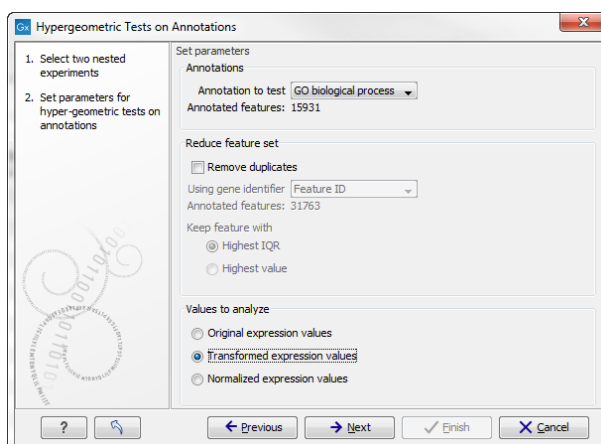 Gx Hypergeometric Tests on Annotations
1. Select two nested
experiments
2. Set parameters for
hyper-geometric tests on
annotations
Set parameters
Annotations
Annotation to test GO biological process
Annotated features: 15931
Reduce feature set
Remove duplicates
Using gene identifier Feature ID
Annotated features: 31763
Keep feature with
Highest IQR
Highest value
Values to analyze
Original expression values
Transformed expression values
Normalized expression values
? Previous Next Finish Cancel